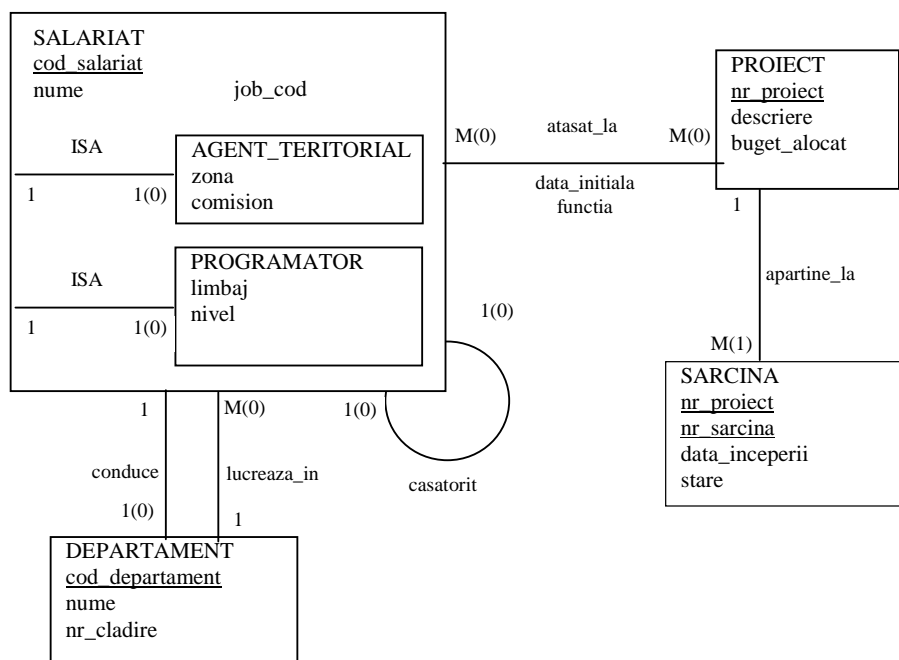 SALARIAT
cod_salariat
nume
job_cod
ISA
1
1(0)
AGENT_TERITORIAL
zona
comision
ISA
1
1(0)
PROGRAMATOR
limbaj
nivel
M(0)
atasat_la
M(0)
data_initiala
functia
PROIECT
nr_proiect
descriere
buget_alocat
1
apartine_la
M(1)
SARCINA
nr_proiect
nr_sarcina
data_inceperii
stare
1(0)
1(0)
casatorit
1
M(0)
conduce
lucreaza_in
1(0)
1
DEPARTAMENT
cod_departament
nume
nr_cladire